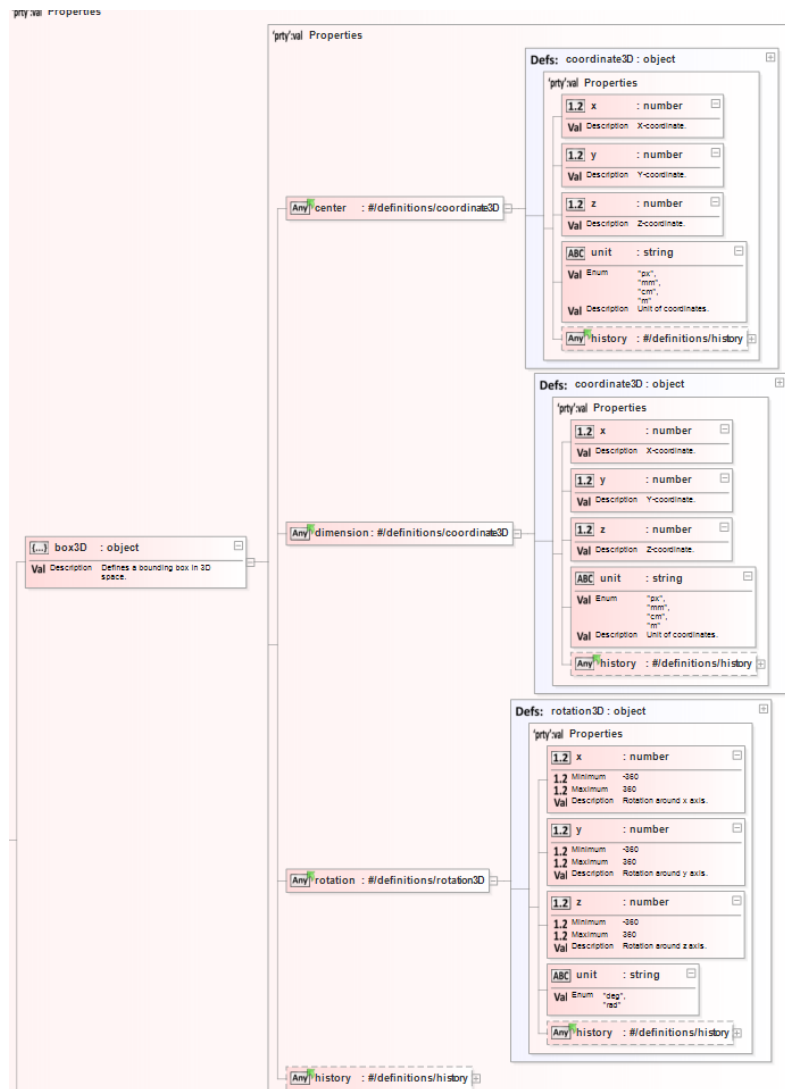 'prty':val Properties
'prty':val Properties
Defs: coordinate3D : object
'prty':val Properties
1.2 x : number
Val Description X-coordinate.
1.2 y : number
Val Description Y-coordinate.
1.2 z : number
Val Description Z-coordinate.
ABC unit : string
Val Enum "px",
"mm",
"cm",
"m"
Val Description Unit of coordinates.
Any history : #/definitions/history
Any center : #/definitions/coordinate3D
Defs: coordinate3D : object
'prty':val Properties
1.2 x : number
Val Description X-coordinate.
1.2 y : number
Val Description Y-coordinate.
1.2 z : number
Val Description Z-coordinate.
ABC unit : string
Val Enum "px",
"mm",
"cm",
"m"
Val Description Unit of coordinates.
Any history : #/definitions/history
Any dimension : #/definitions/coordinate3D
{...} box3D : object
Val Description Defines a bounding box in 3D
space.
Defs: rotation3D : object
'prty':val Properties
1.2 x : number
1.2 Minimum -360
1.2 Maximum 360
Val Description Rotation around x axis.
1.2 y : number
1.2 Minimum -360
1.2 Maximum 360
Val Description Rotation around y axis.
1.2 z : number
1.2 Minimum -360
1.2 Maximum 360
Val Description Rotation around z axis.
ABC unit : string
Val Enum "deg",
"rad"
Any history : #/definitions/history
Any rotation : #/definitions/rotation3D
Any history : #/definitions/history